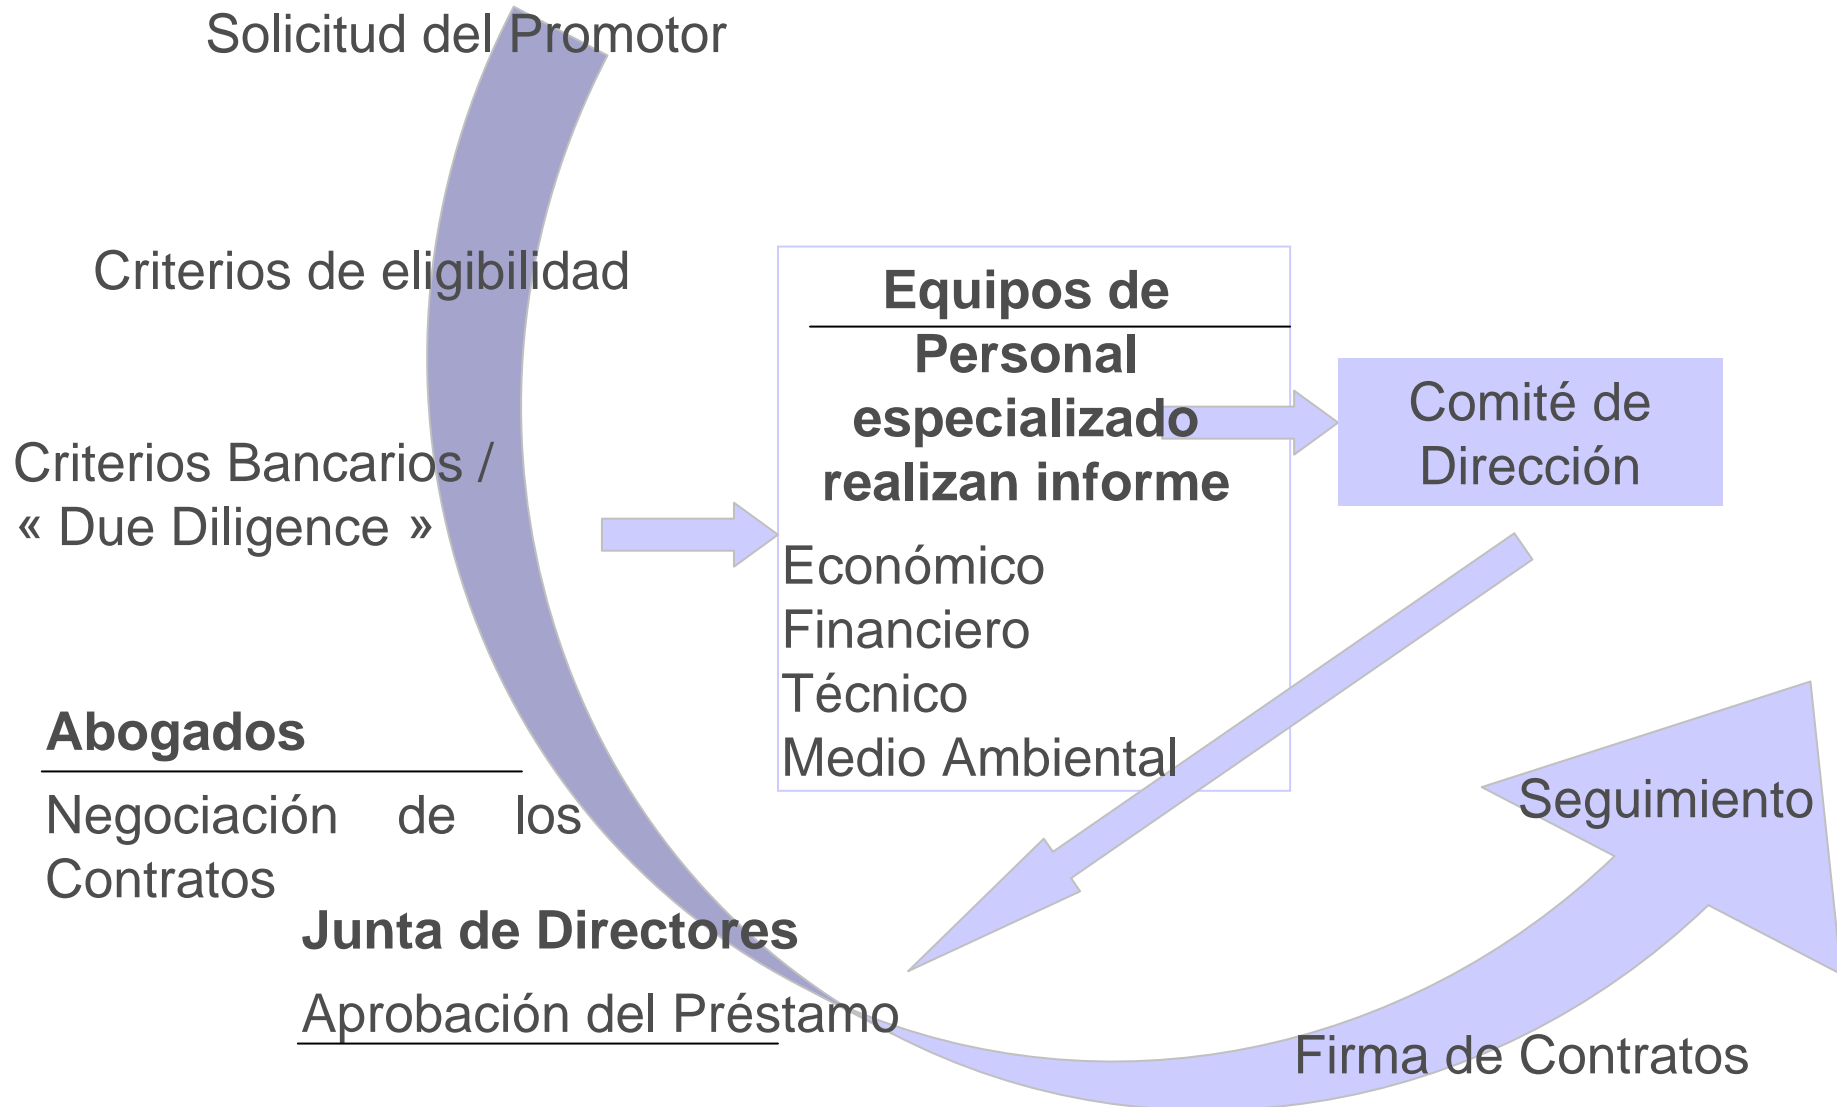 Solicitud del Promotor
Criterios de eligibilidad
Criterios Bancarios /
« Due Diligence »
Equipos de
Personal
especializado
realizan informe
Económico
Financiero
Técnico
Medio Ambiental
Comité de
Dirección
Abogados
Negociación de los
Contratos
Junta de Directores
Aprobación del Préstamo
Seguimiento
Firma de Contratos